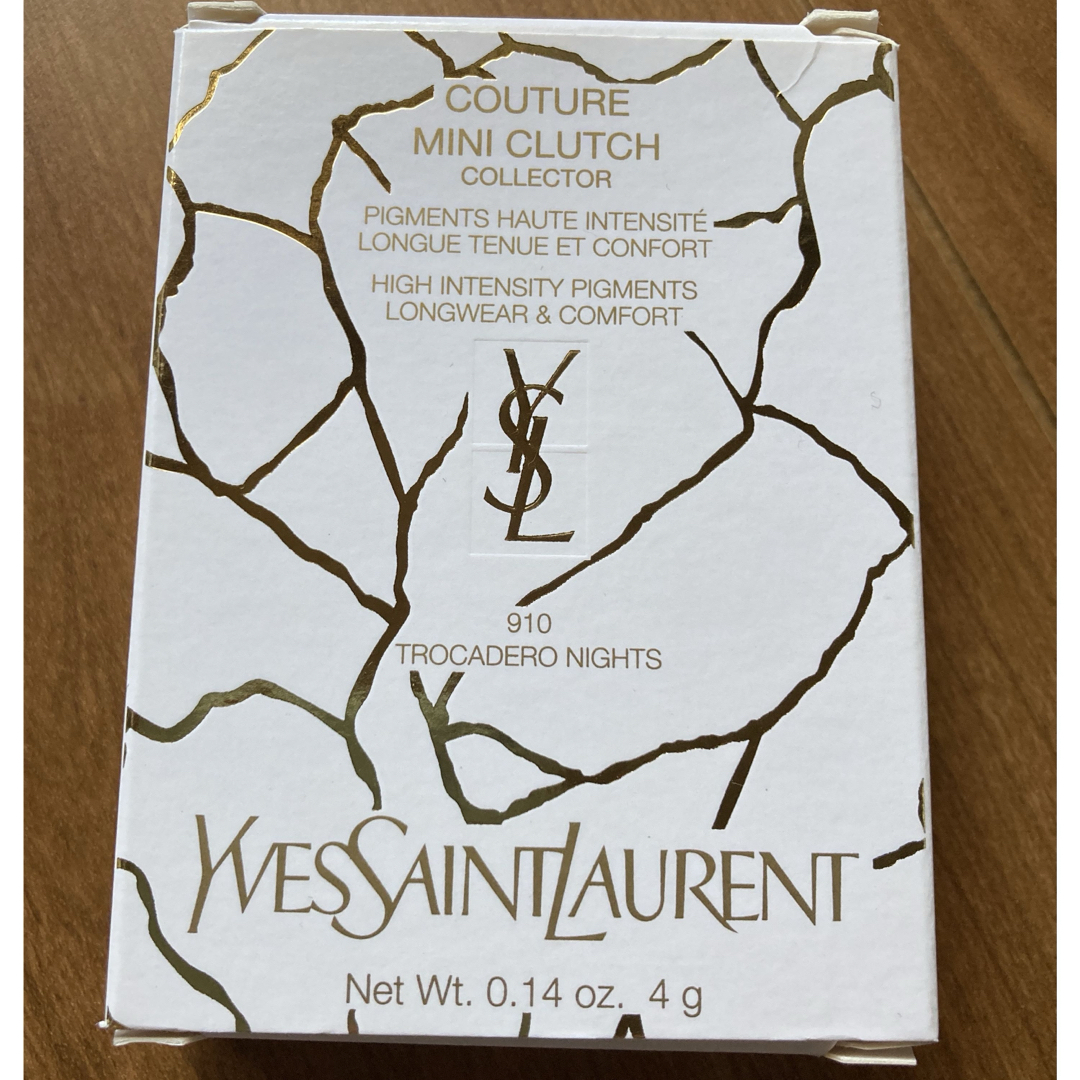 COUTURE
MINI CLUTCH
COLLECTOR
PIGMENTS HAUTE INTENSITÉ
LONGUE TENUE ET CONFORT
HIGH INTENSITY PIGMENTS
LONGWEAR & COMFORT
YSL
910
TROCADERO NIGHTS
YVESSAINTLAURENT
Net Wt. 0.14 oz. 4 g